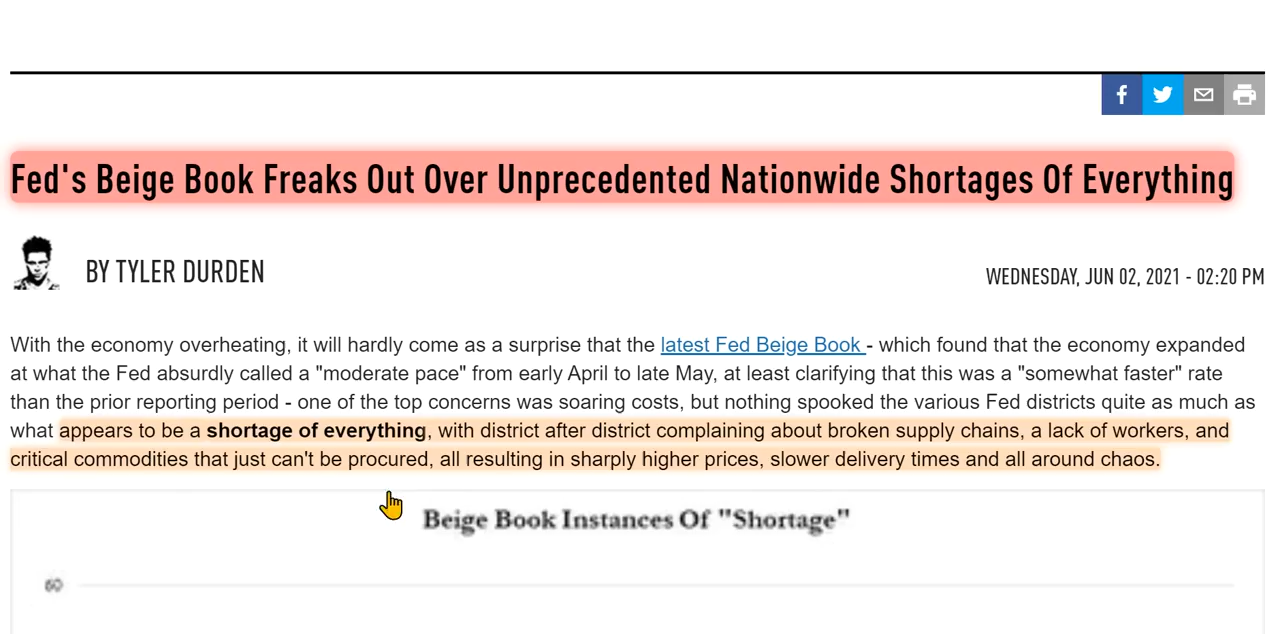 Fed's Beige Book Freaks Out Over Unprecedented Nationwide Shortages Of Everything
BY TYLER DURDEN
WEDNESDAY, JUN 02, 2021 - 02:20 PM
With the economy overheating, it will hardly come as a surprise that the latest Fed Beige Book - which found that the economy expanded
at what the Fed absurdly called a "moderate pace" from early April to late May, at least clarifying that this was a "somewhat faster" rate
than the prior reporting period - one of the top concerns was soaring costs, but nothing spooked the various Fed districts quite as much as
what appears to be a shortage of everything, with district after district complaining about broken supply chains, a lack of workers, and
critical commodities that just can't be procured, all resulting in sharply higher prices, slower delivery times and all around chaos.
Beige Book Instances Of "Shortage"
60